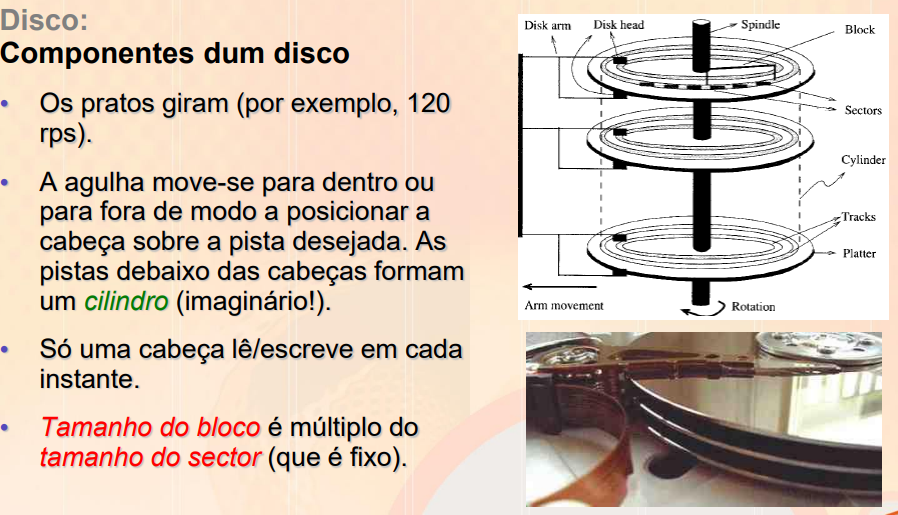 Disco:
Componentes dum disco
• Os pratos giram (por exemplo, 120
rps).
• A agulha move-se para dentro ou
para fora de modo a posicionar a
cabeça sobre a pista desejada. As
pistas debaixo das cabeças formam
um cilindro (imaginário!).
• Só uma cabeça lê/escreve em cada
instante.
• Tamanho do bloco é múltiplo do
tamanho do sector (que é fixo).
Disk arm
Disk head
Spindle
Block
Sectors
Cylinder
Tracks
Platter
Arm movement
Rotation